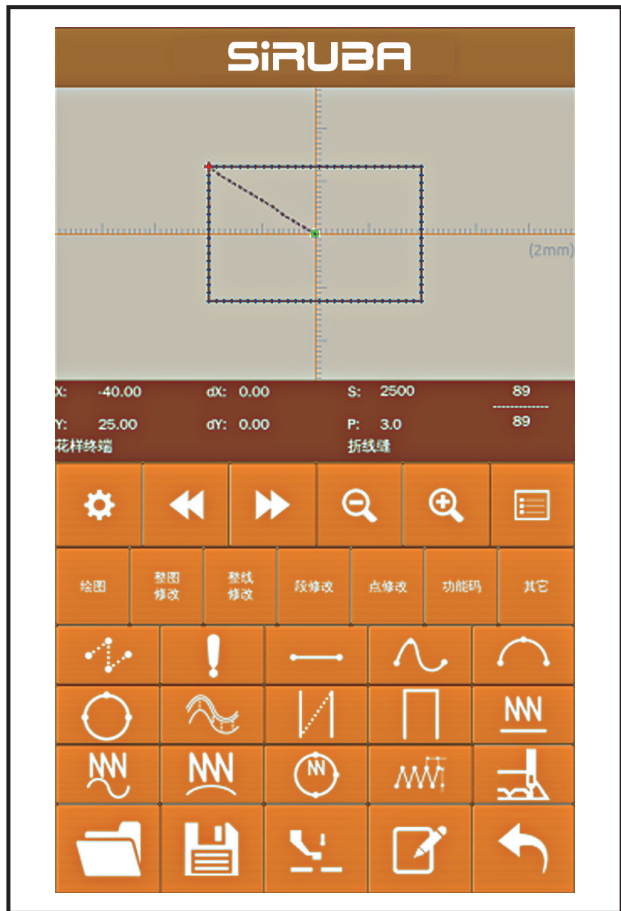 SiRUBA
(2mm)
X: -40.00 dX: 0.00 S: 2500 89
Y: 25.00 dY: 0.00 P: 3.0 89
花样终端 折线缝
绘图 整图修改 整线修改 段修改 点修改 功能码 其它